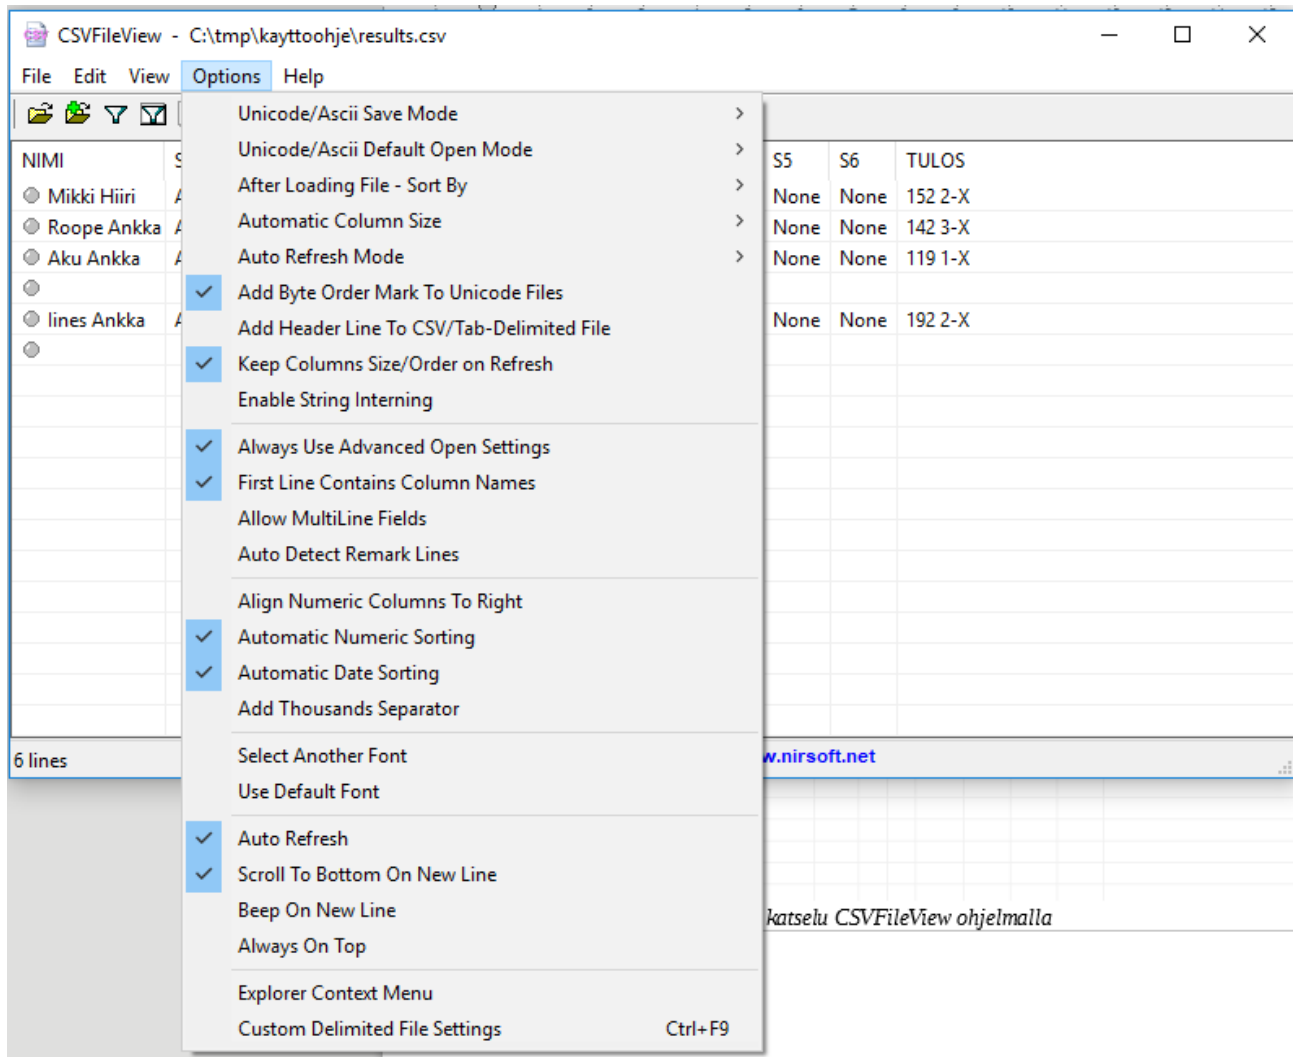 CSVFileView - C:\tmp\kayttoohje\results.csv
File Edit View Options Help
NIMI S5 S6 TULOS
Mikki Hiiri None None 152 2-X
Roope Ankka None None 142 3-X
Aku Ankka None None 119 1-X
Iines Ankka None None 192 2-X
6 lines
w.nirsoft.net
Unicode/Ascii Save Mode
Unicode/Ascii Default Open Mode
After Loading File - Sort By
Automatic Column Size
Auto Refresh Mode
Add Byte Order Mark To Unicode Files
Add Header Line To CSV/Tab-Delimited File
Keep Columns Size/Order on Refresh
Enable String Interning
Always Use Advanced Open Settings
First Line Contains Column Names
Allow MultiLine Fields
Auto Detect Remark Lines
Align Numeric Columns To Right
Automatic Numeric Sorting
Automatic Date Sorting
Add Thousands Separator
Select Another Font
Use Default Font
Auto Refresh
Scroll To Bottom On New Line
Beep On New Line
Always On Top
Explorer Context Menu
Custom Delimited File Settings Ctrl+F9
katselu CSVFileView ohjelmalla